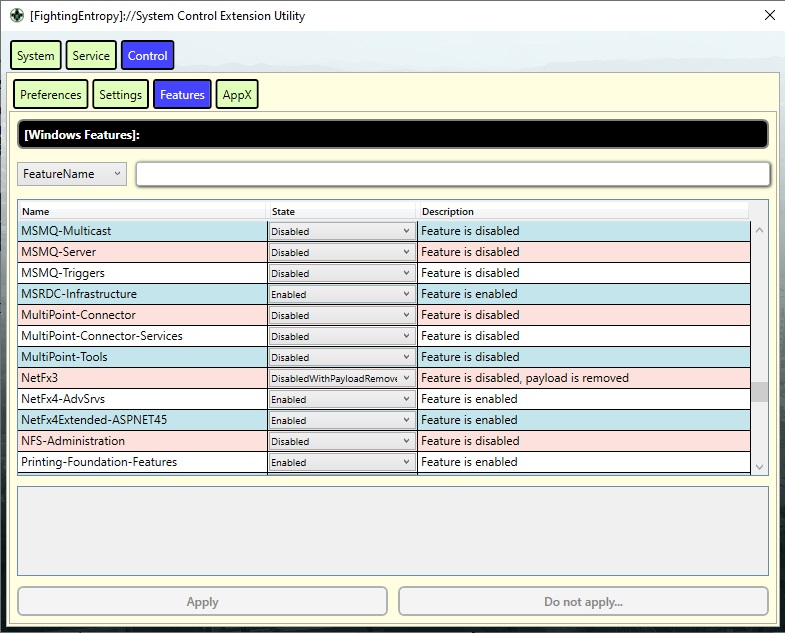 [FightingEntropy]://System Control Extension Utility
System Service Control
Preferences Settings Features AppX
[Windows Features]:
FeatureName
Name State Description
MSMQ-Multicast Disabled Feature is disabled
MSMQ-Server Disabled Feature is disabled
MSMQ-Triggers Disabled Feature is disabled
MSRDC-Infrastructure Enabled Feature is enabled
MultiPoint-Connector Disabled Feature is disabled
MultiPoint-Connector-Services Disabled Feature is disabled
MultiPoint-Tools Disabled Feature is disabled
NetFx3 DisabledWithPayloadRemove Feature is disabled, payload is removed
NetFx4-AdvSrvs Enabled Feature is enabled
NetFx4Extended-ASPNET45 Enabled Feature is enabled
NFS-Administration Disabled Feature is disabled
Printing-Foundation-Features Enabled Feature is enabled
Apply Do not apply...